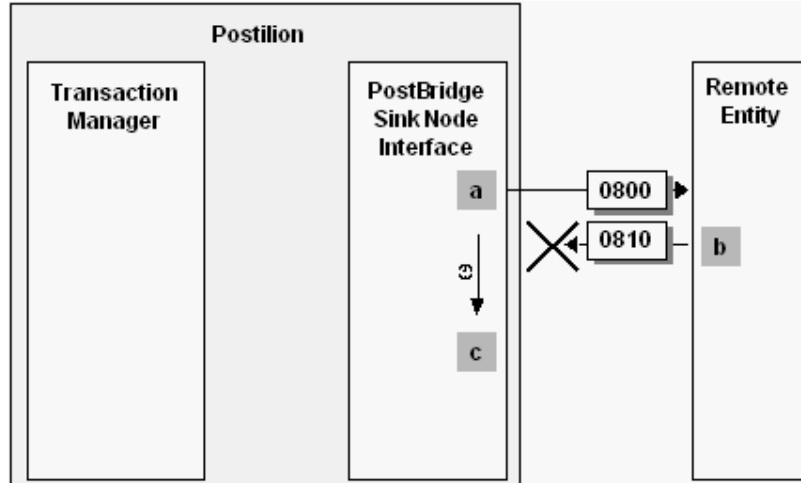 Postilion
Transaction
Manager
PostBridge
Sink Node
Interface
Remote
Entity
a
0800
0810
b
c